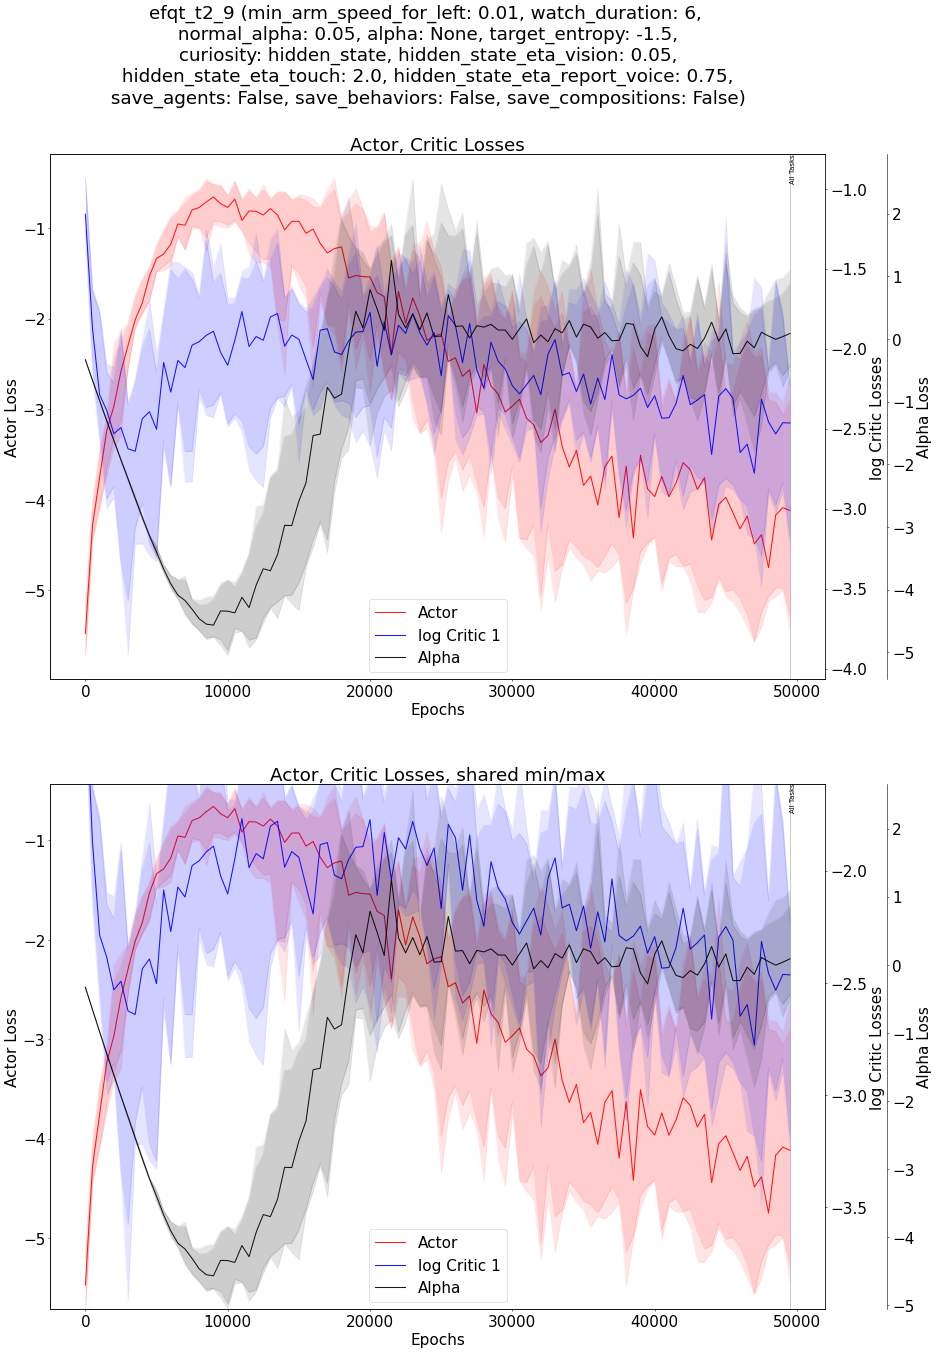 efqt_t2_9 (min_arm_speed_for_left: 0.01, watch_duration: 6,
normal_alpha: 0.05, alpha: None, target_entropy: -1.5,
curiosity: hidden_state, hidden_state_eta_vision: 0.05,
hidden_state_eta_touch: 2.0, hidden_state_eta_report_voice: 0.75,
save_agents: False, save_behaviors: False, save_compositions: False)
Actor, Critic Losses
All Tasks
Actor Loss
−1
−2
−3
−4
−5
−1.0
−1.5
−2.0
−2.5
−3.0
−3.5
−4.0
log Critic Losses
2
1
0
−1
−2
−3
−4
−5
Alpha Loss
Actor
log Critic 1
Alpha
0
10000
20000
30000
40000
50000
Epochs
Actor, Critic Losses, shared min/max
All Tasks
Actor Loss
−1
−2
−3
−4
−5
−2.0
−2.5
−3.0
−3.5
log Critic Losses
2
1
0
−1
−2
−3
−4
−5
Alpha Loss
Actor
log Critic 1
Alpha
0
10000
20000
30000
40000
50000
Epochs